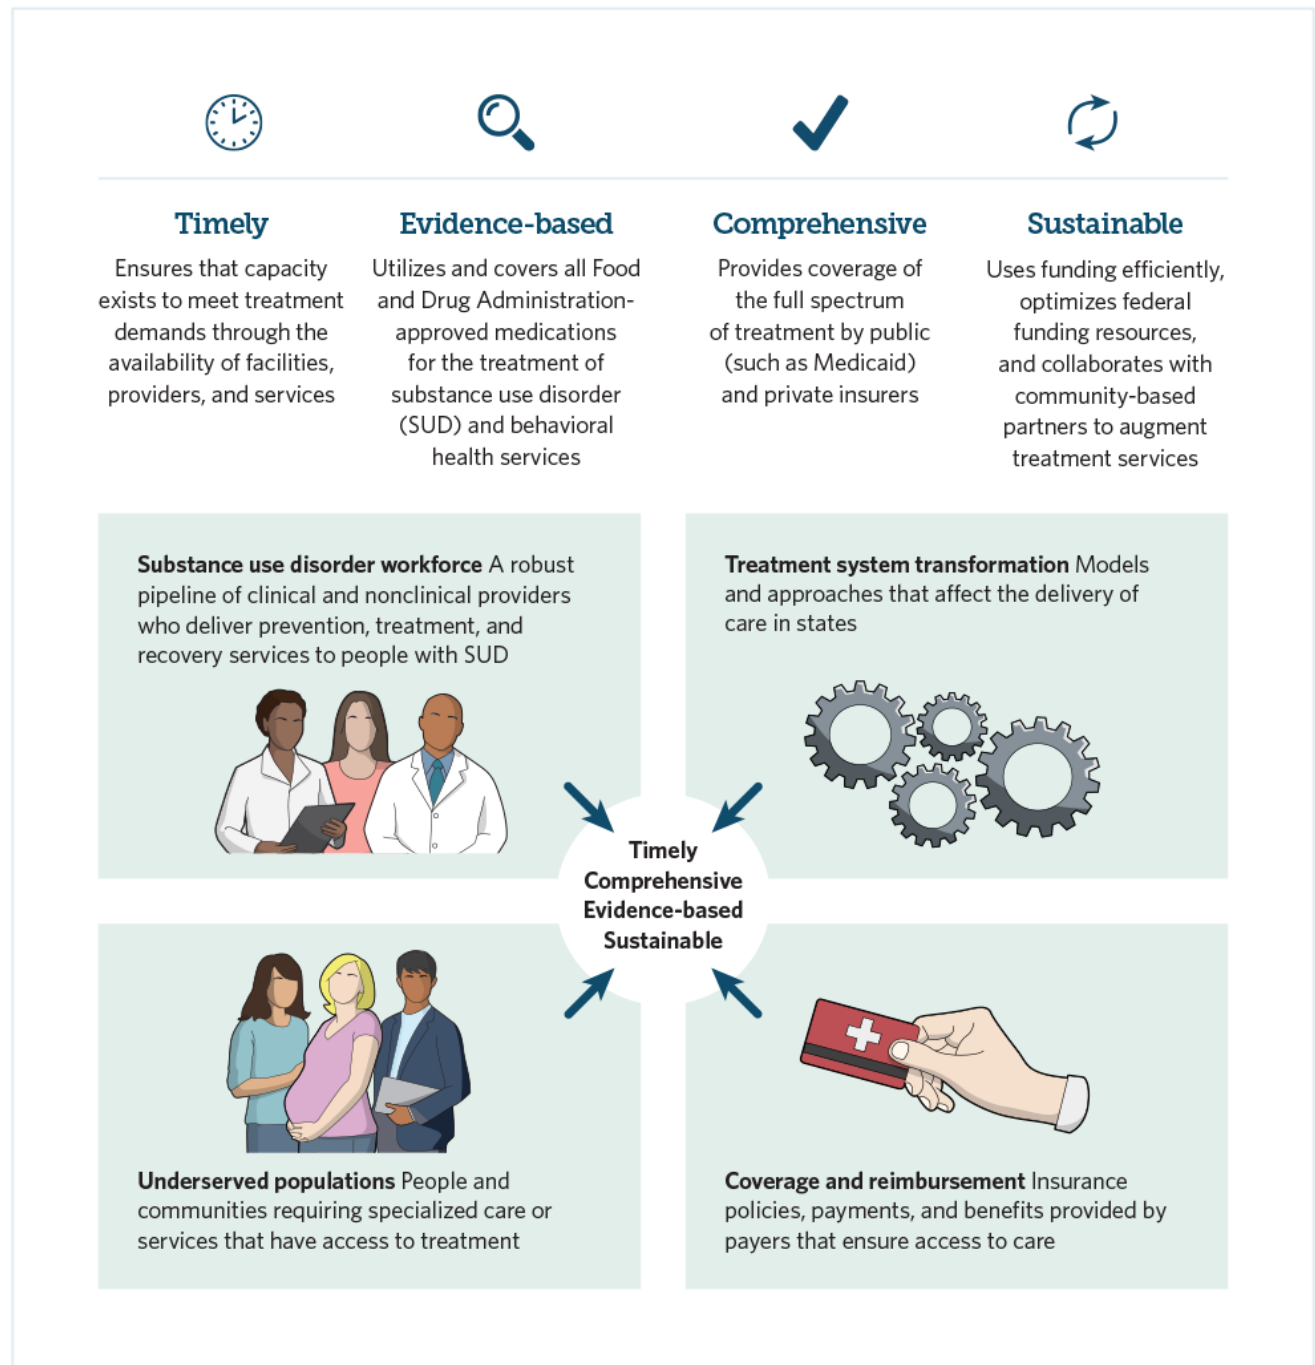 Timely
Ensures that capacity
exists to meet treatment
demands through the
availability of facilities,
providers, and services
Evidence-based
Utilizes and covers all Food
and Drug Administration-
approved medications
for the treatment of
substance use disorder
(SUD) and behavioral
health services
Comprehensive
Provides coverage of
the full spectrum
of treatment by public
(such as Medicaid)
and private insurers
Sustainable
Uses funding efficiently,
optimizes federal
funding resources,
and collaborates with
community-based
partners to augment
treatment services
Substance use disorder workforce A robust
pipeline of clinical and nonclinical providers
who deliver prevention, treatment, and
recovery services to people with SUD
Treatment system transformation Models
and approaches that affect the delivery of
care in states
Timely
Comprehensive
Evidence-based
Sustainable
Underserved populations People and
communities requiring specialized care or
services that have access to treatment
Coverage and reimbursement Insurance
policies, payments, and benefits provided by
payers that ensure access to care